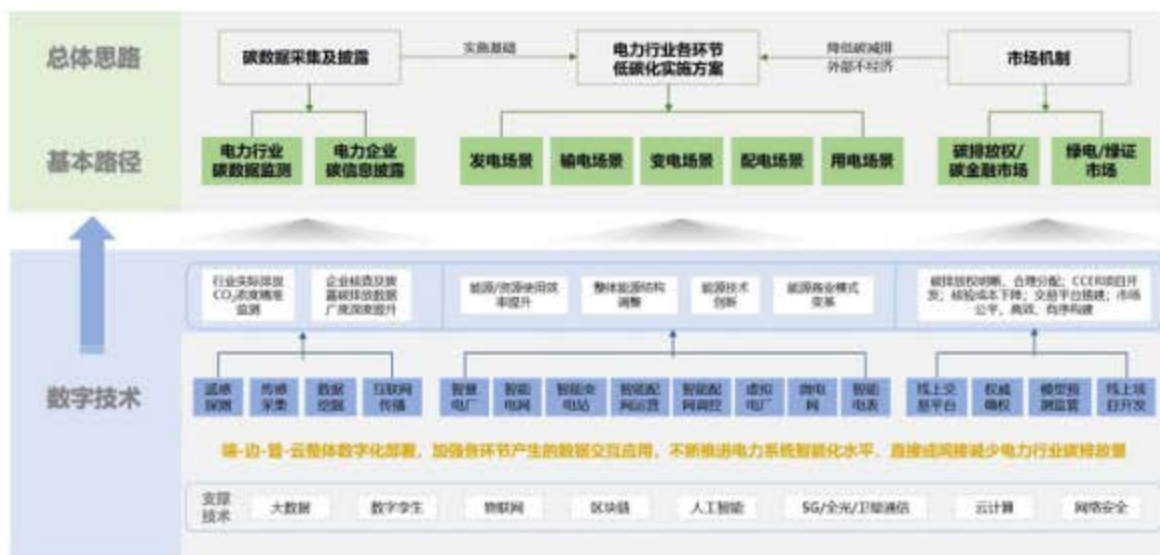 总体思路
碳数据采集及披露
实施基础
电力行业各环节
低碳化实施方案
降低碳减排
外部不经济
市场机制
基本路径
电力行业
碳数据监测
电力企业
碳信息披露
发电场景
输电场景
变电场景
配电场景
用电场景
碳排放权/
碳金融市场
绿电/绿证
市场
行业实际排放
CO₂浓度精准
监测
企业核查及披
露碳排放数据
广度深度提升
能源/资源使用效
率提升
整体能源结构
调整
能源技术
创新
能源商业模式
变革
碳排放权明晰、合理分配；CCER项目开
发；核验成本下降；交易平台搭建；市场
公平、高效、有序构建
数字技术
遥感
探测
传感
采集
数据
挖掘
互联网
传播
智慧
电厂
智能
电网
智能变
电站
智能配
网运营
智能配
网调控
虚拟
电厂
微电
网
智能
电表
线上交
易平台
权威
确权
模型预
测监管
线上项
目开发
端-边-管-云整体数字化部署，加强各环节产生的数据交互应用，不断推进电力系统智能化水平，直接或间接减少电力行业碳排放量
支撑
技术
大数据
数字孪生
物联网
区块链
人工智能
5G/全光/卫星通信
云计算
网络安全